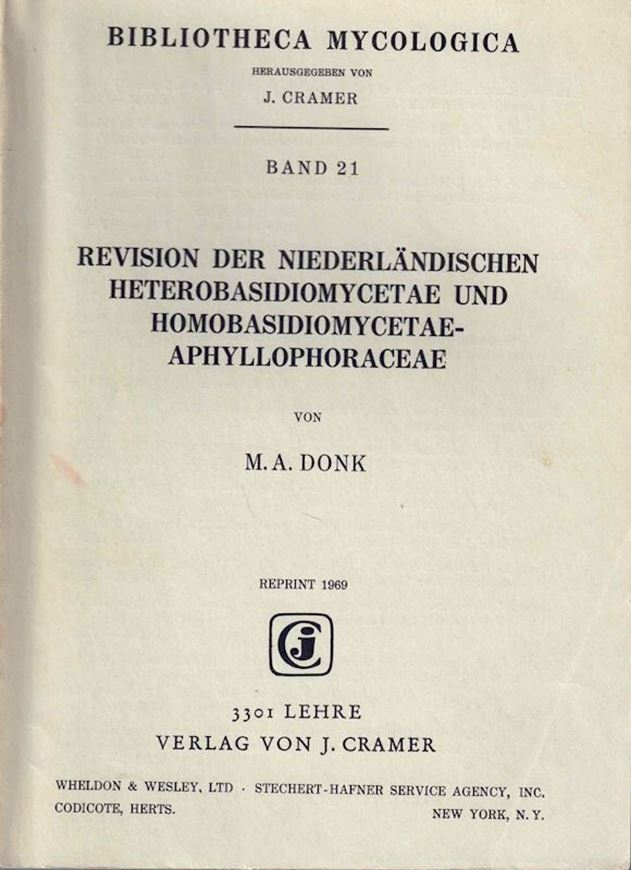 BIBLIOTHECA MYCOLOGICA
HERAUSGEGEBEN VON
J. CRAMER
BAND 21
REVISION DER NIEDERLÄNDISCHEN
HETEROBASIDIOMYCETAE UND
HOMOBASIDIOMYCETAE-
APHYLLOPHORACEAE
VON
M. A. DONK
REPRINT 1969
JC
3301 LEHRE
VERLAG VON J. CRAMER
WHELDON & WESLEY, LTD · STECHERT-HAFNER SERVICE AGENCY, INC.
CODICOTE, HERTS. NEW YORK, N. Y.